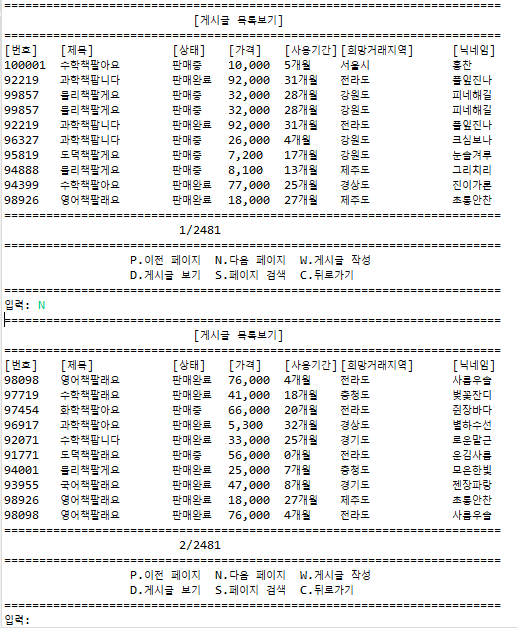 ==========================================================================
[게시글 목록보기]
==========================================================================
[번호] [제목] [상태] [가격] [사용기간] [희망거래지역] [닉네임]
100001 수학책팔아요 판매중 10,000 5개월 서울시 홍찬
92219 과학책팝니다 판매완료 92,000 31개월 전라도 풀잎진나
99857 물리책팔게요 판매중 32,000 28개월 강원도 피네해길
99857 물리책팔게요 판매중 32,000 28개월 강원도 피네해길
92219 과학책팝니다 판매완료 92,000 31개월 전라도 풀잎진나
96327 과학책팝니다 판매중 26,000 4개월 강원도 크심보나
95819 도덕책팔게요 판매중 7,200 17개월 강원도 눈솔겨루
94888 물리책팔게요 판매중 8,100 13개월 제주도 그리치리
94399 수학책팔아요 판매완료 77,000 25개월 경상도 진이가론
98926 영어책팔래요 판매완료 18,000 27개월 제주도 초롱안찬
==========================================================================
1/2481
==========================================================================
P.이전 페이지 N.다음 페이지 W.게시글 작성
D.게시글 보기 S.페이지 검색 C.뒤로가기
==========================================================================
입력: N
==========================================================================
[게시글 목록보기]
==========================================================================
[번호] [제목] [상태] [가격] [사용기간] [희망거래지역] [닉네임]
98098 영어책팔래요 판매완료 76,000 4개월 전라도 사름우솔
97719 수학책팔래요 판매완료 41,000 18개월 충청도 벚꽃잔디
97454 화학책팔아요 판매중 66,000 20개월 전라도 쥔장바다
96917 과학책팔아요 판매완료 5,300 32개월 경상도 별하수선
92071 수학책팝니다 판매완료 33,000 25개월 경기도 로운맑근
91771 도덕책팔래요 판매중 56,000 0개월 전라도 운김사름
94001 물리책팔게요 판매완료 25,000 7개월 충청도 모은한빛
93955 국어책팔래요 판매완료 47,000 8개월 경기도 젠장파랑
98926 영어책팔래요 판매완료 18,000 27개월 제주도 초롱안찬
98098 영어책팔래요 판매완료 76,000 4개월 전라도 사름우솔
==========================================================================
2/2481
==========================================================================
P.이전 페이지 N.다음 페이지 W.게시글 작성
D.게시글 보기 S.페이지 검색 C.뒤로가기
==========================================================================
입력: